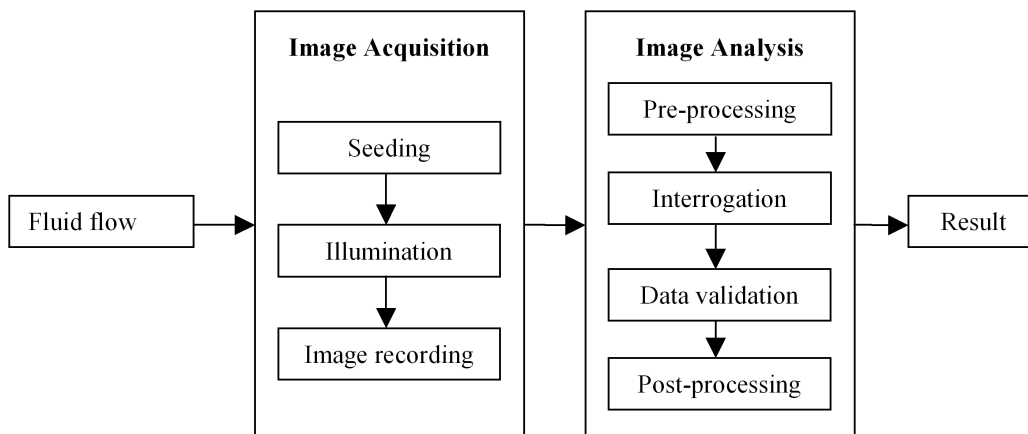 Fluid flow
Image Acquisition
Seeding
Illumination
Image recording
Image Analysis
Pre-processing
Interrogation
Data validation
Post-processing
Result